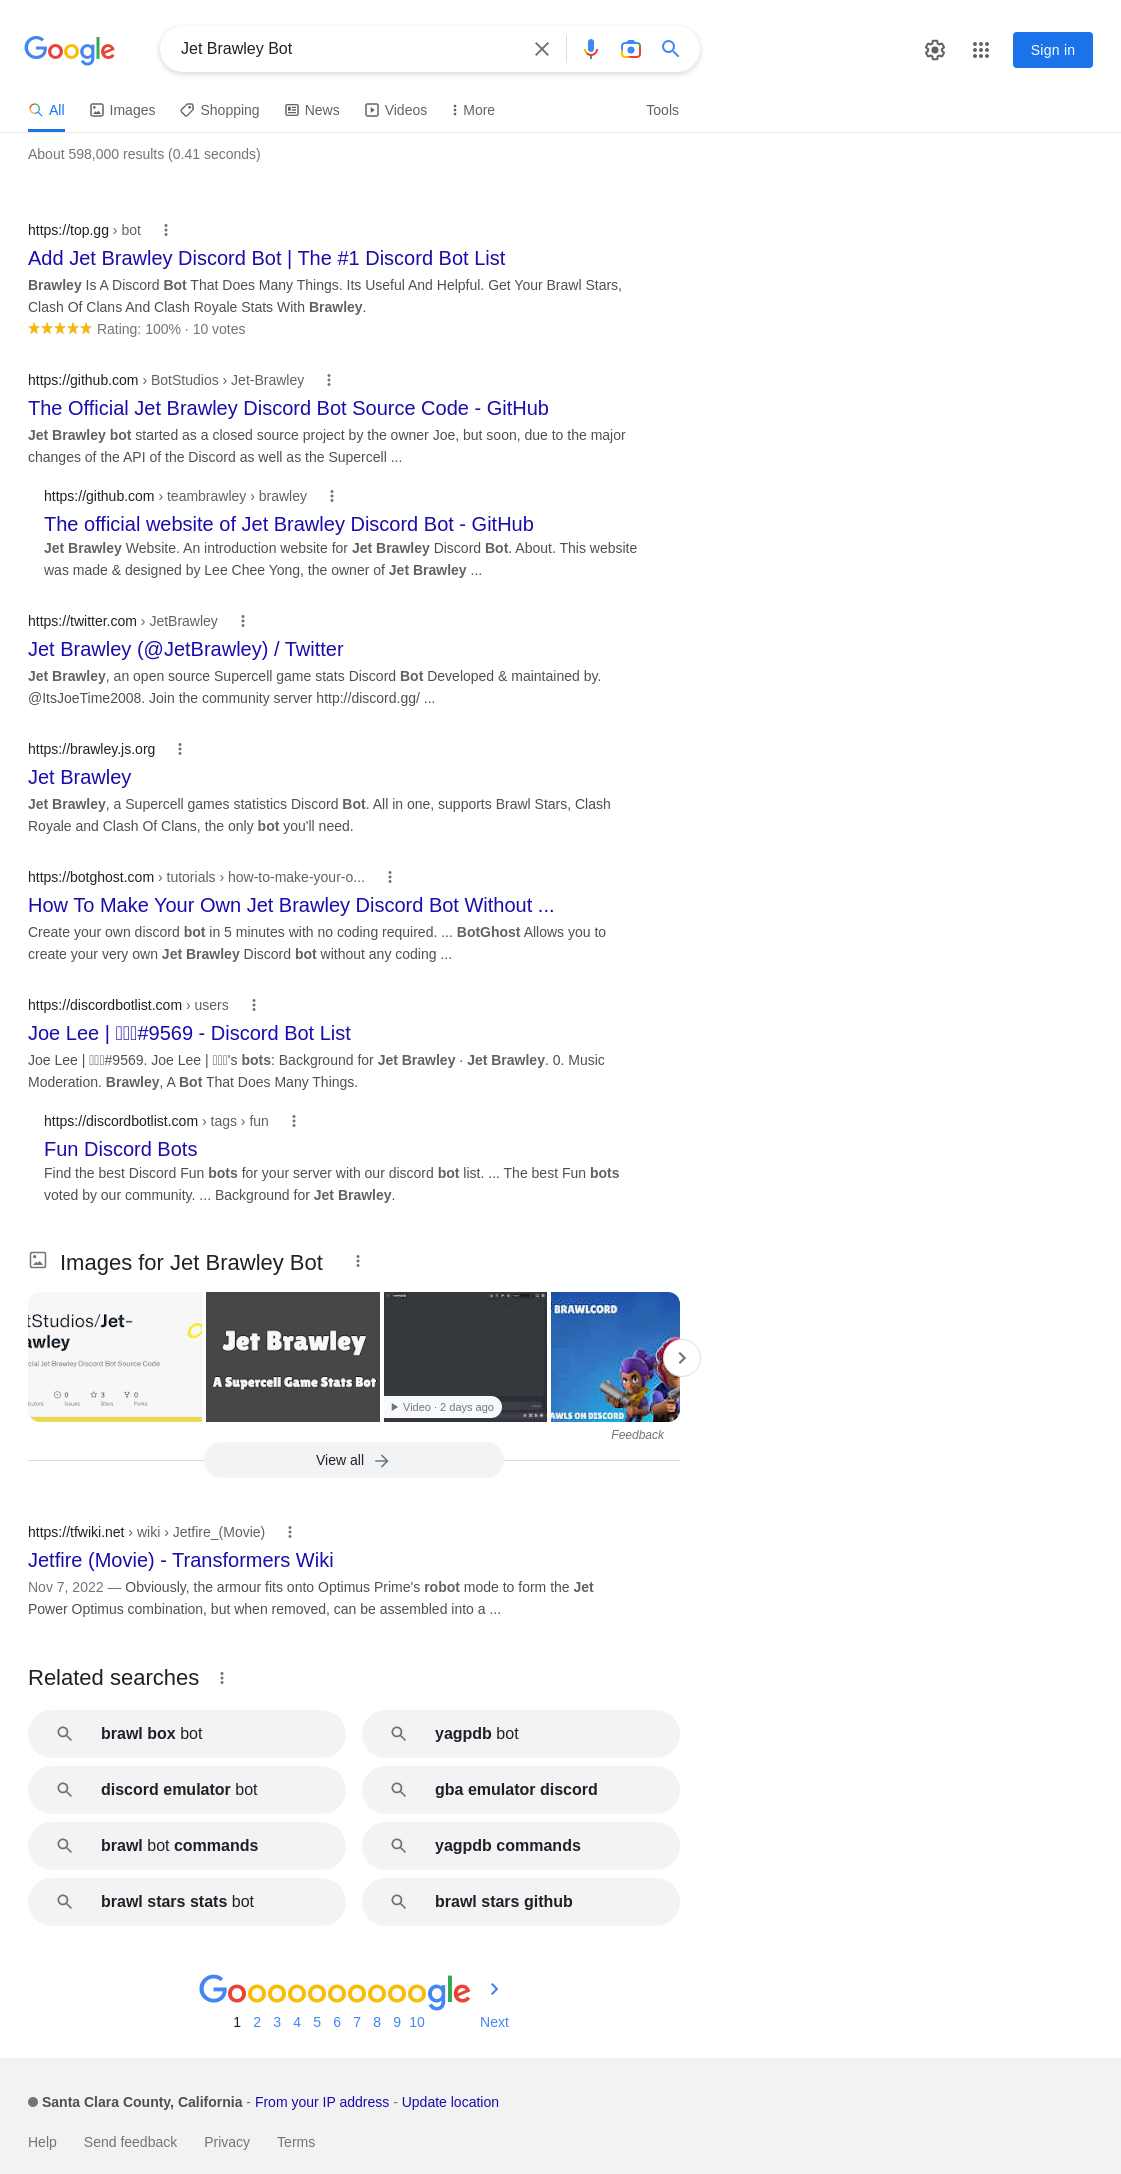 Google
Jet Brawley Bot
Sign in
All
Images
Shopping
News
Videos
More
Tools
About 598,000 results (0.41 seconds)
https://top.gg › bot
Add Jet Brawley Discord Bot | The #1 Discord Bot List
Brawley Is A Discord Bot That Does Many Things. Its Useful And Helpful. Get Your Brawl Stars,
Clash Of Clans And Clash Royale Stats With Brawley.
Rating: 100% · 10 votes
https://github.com › BotStudios › Jet-Brawley
The Official Jet Brawley Discord Bot Source Code - GitHub
Jet Brawley bot started as a closed source project by the owner Joe, but soon, due to the major
changes of the API of the Discord as well as the Supercell ...
https://github.com › teambrawley › brawley
The official website of Jet Brawley Discord Bot - GitHub
Jet Brawley Website. An introduction website for Jet Brawley Discord Bot. About. This website
was made & designed by Lee Chee Yong, the owner of Jet Brawley ...
https://twitter.com › JetBrawley
Jet Brawley (@JetBrawley) / Twitter
Jet Brawley, an open source Supercell game stats Discord Bot Developed & maintained by.
@ItsJoeTime2008. Join the community server http://discord.gg/ ...
https://brawley.js.org
Jet Brawley
Jet Brawley, a Supercell games statistics Discord Bot. All in one, supports Brawl Stars, Clash
Royale and Clash Of Clans, the only bot you'll need.
https://botghost.com › tutorials › how-to-make-your-o...
How To Make Your Own Jet Brawley Discord Bot Without ...
Create your own discord bot in 5 minutes with no coding required. ... BotGhost Allows you to
create your very own Jet Brawley Discord bot without any coding ...
https://discordbotlist.com › users
Joe Lee | #9569 - Discord Bot List
Joe Lee | #9569. Joe Lee | 's bots: Background for Jet Brawley · Jet Brawley. 0. Music
Moderation. Brawley, A Bot That Does Many Things.
https://discordbotlist.com › tags › fun
Fun Discord Bots
Find the best Discord Fun bots for your server with our discord bot list. ... The best Fun bots
voted by our community. ... Background for Jet Brawley.
Images for Jet Brawley Bot
tStudios/Jet-
awley
cial Jet Brawley Discord Bot Source Code
0 3 0
butors Issues Stars Forks
Jet Brawley
A Supercell Game Stats Bot
Video · 2 days ago
BRAWLCORD
AWLS ON DISCORD
Feedback
View all
https://tfwiki.net › wiki › Jetfire_(Movie)
Jetfire (Movie) - Transformers Wiki
Nov 7, 2022 — Obviously, the armour fits onto Optimus Prime's robot mode to form the Jet
Power Optimus combination, but when removed, can be assembled into a ...
Related searches
brawl box bot
yagpdb bot
discord emulator bot
gba emulator discord
brawl bot commands
yagpdb commands
brawl stars stats bot
brawl stars github
Goooooooooogle
1 2 3 4 5 6 7 8 9 10 Next
Santa Clara County, California - From your IP address - Update location
Help Send feedback Privacy Terms